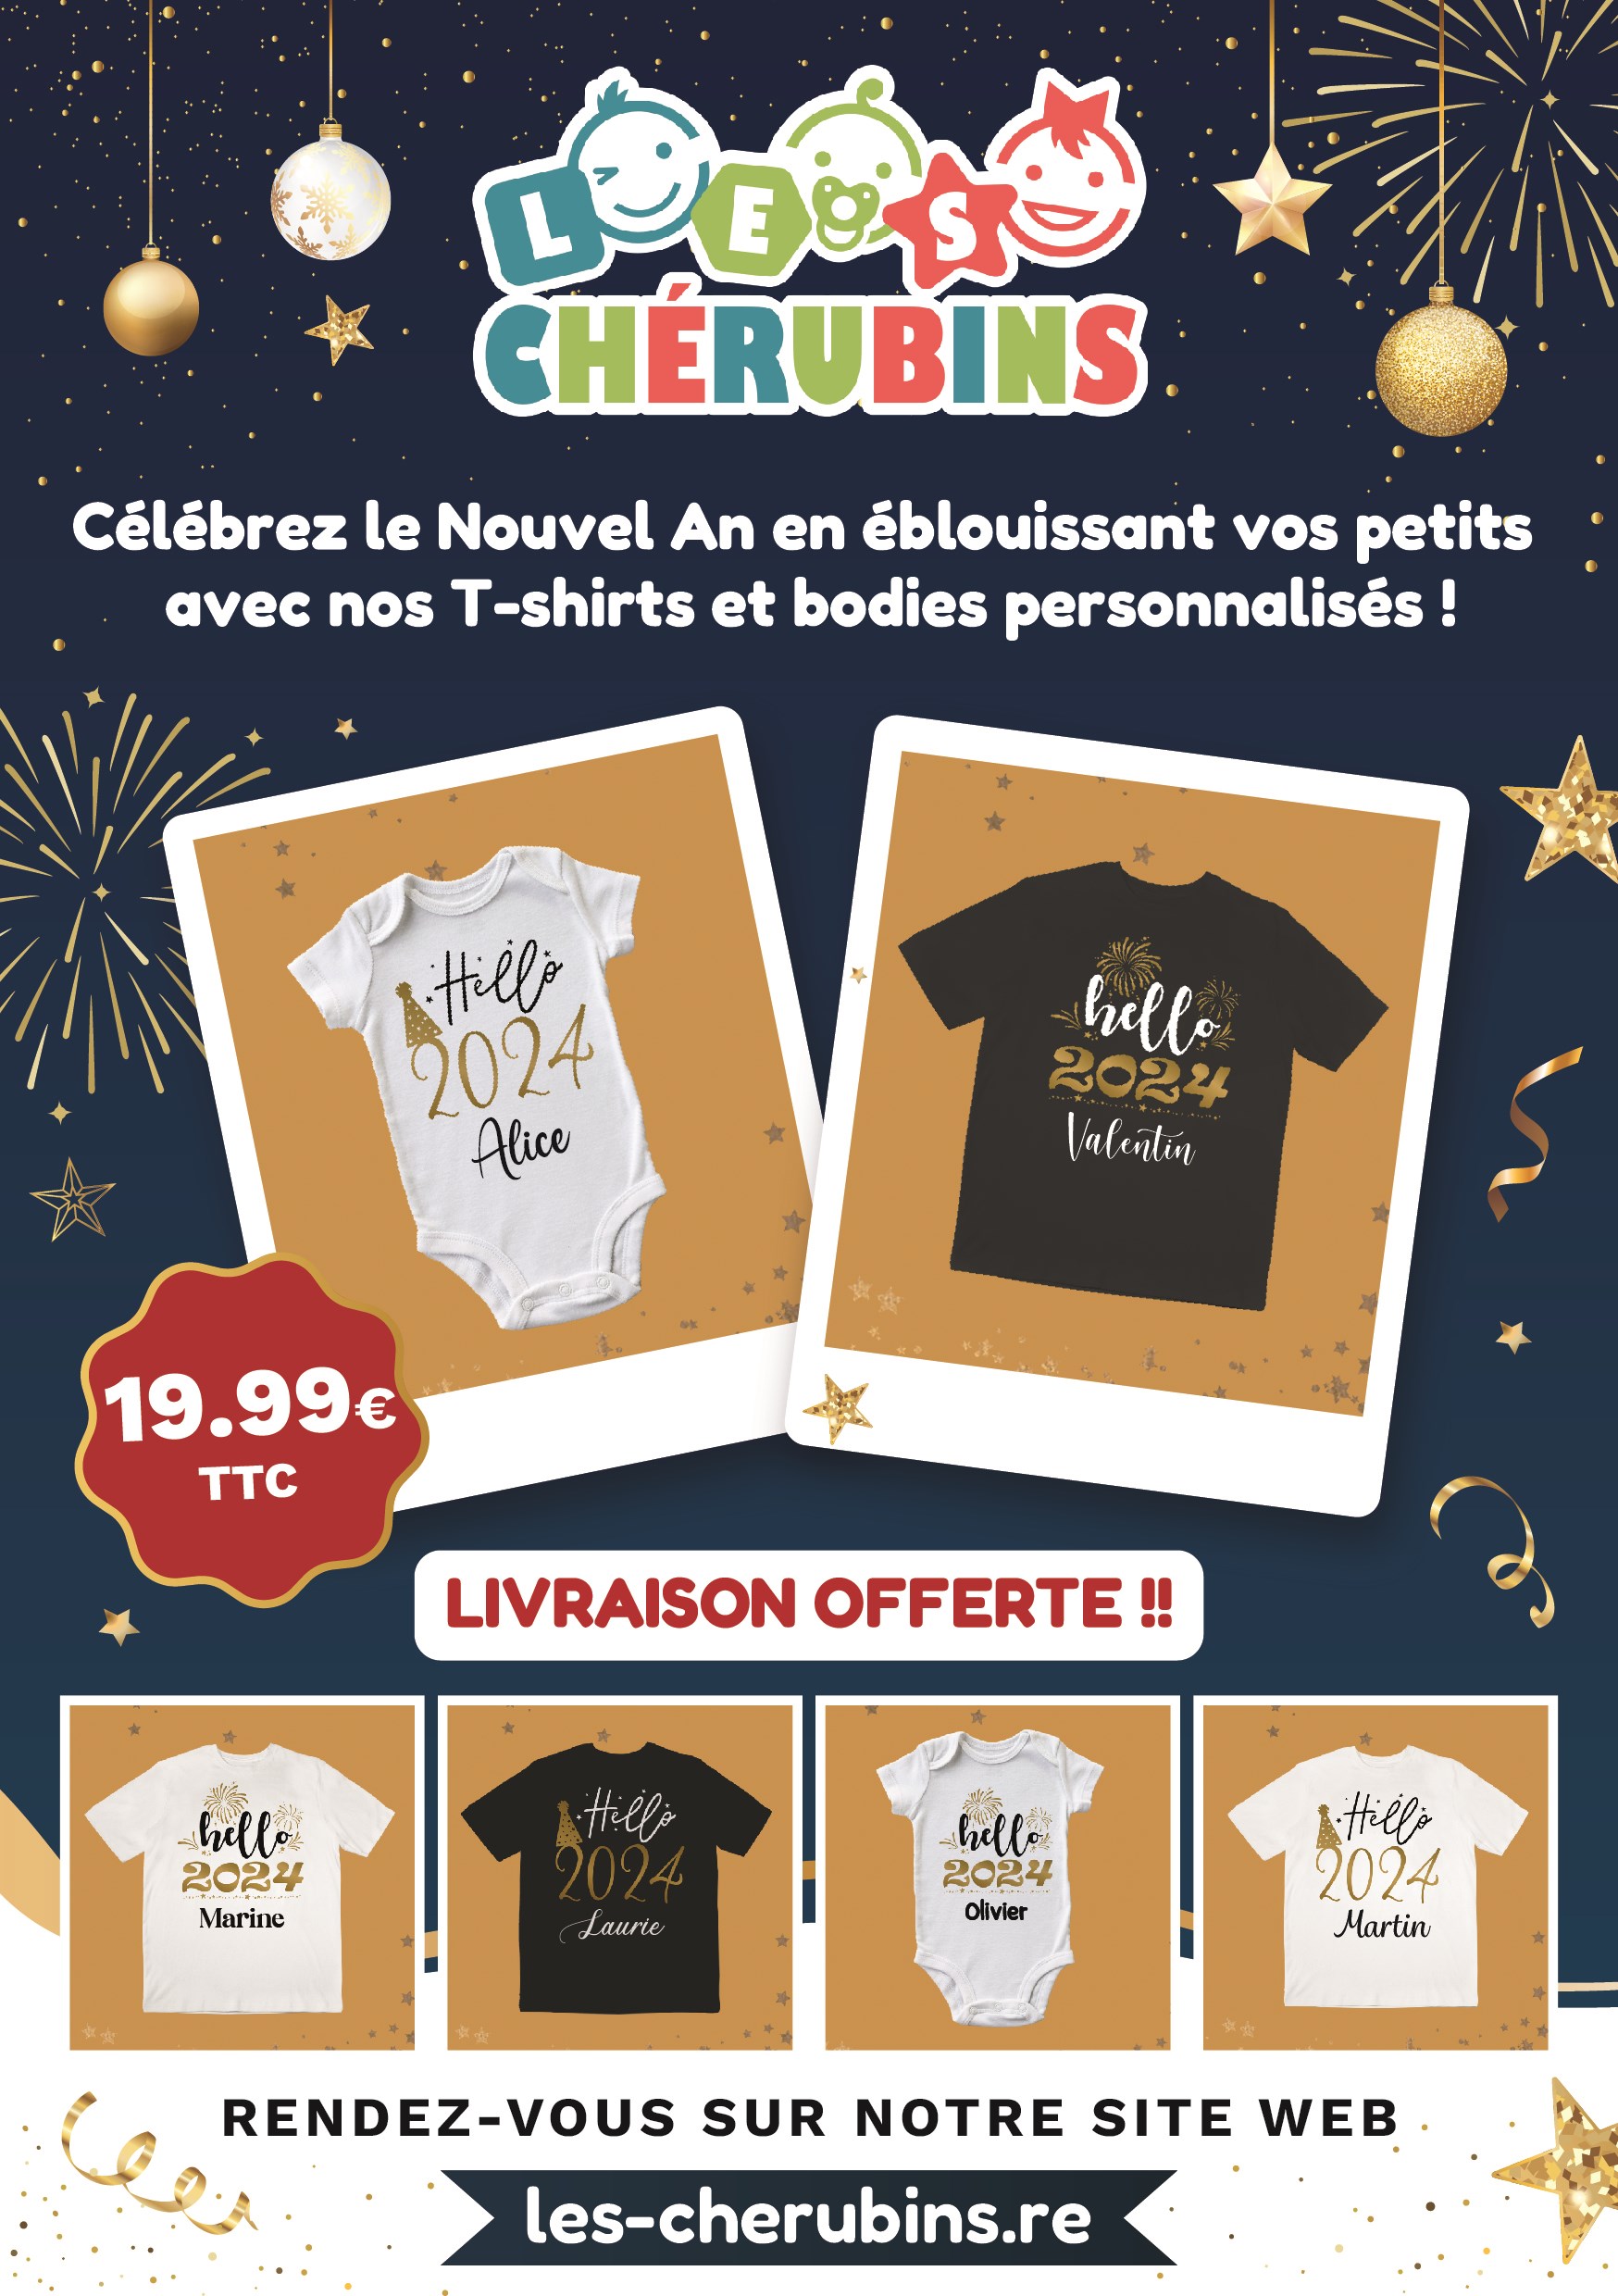 LES
CHÉRUBINS
Célébrez le Nouvel An en éblouissant vos petits
avec nos T-shirts et bodies personnalisés !
Hello
2024
Alice
hello
2024
Valentin
19.99€
TTC
LIVRAISON OFFERTE !!
hello
2024
Marine
Hello
2024
Laurie
hello
2024
Olivier
Hello
2024
Martin
RENDEZ-VOUS SUR NOTRE SITE WEB
les-cherubins.re